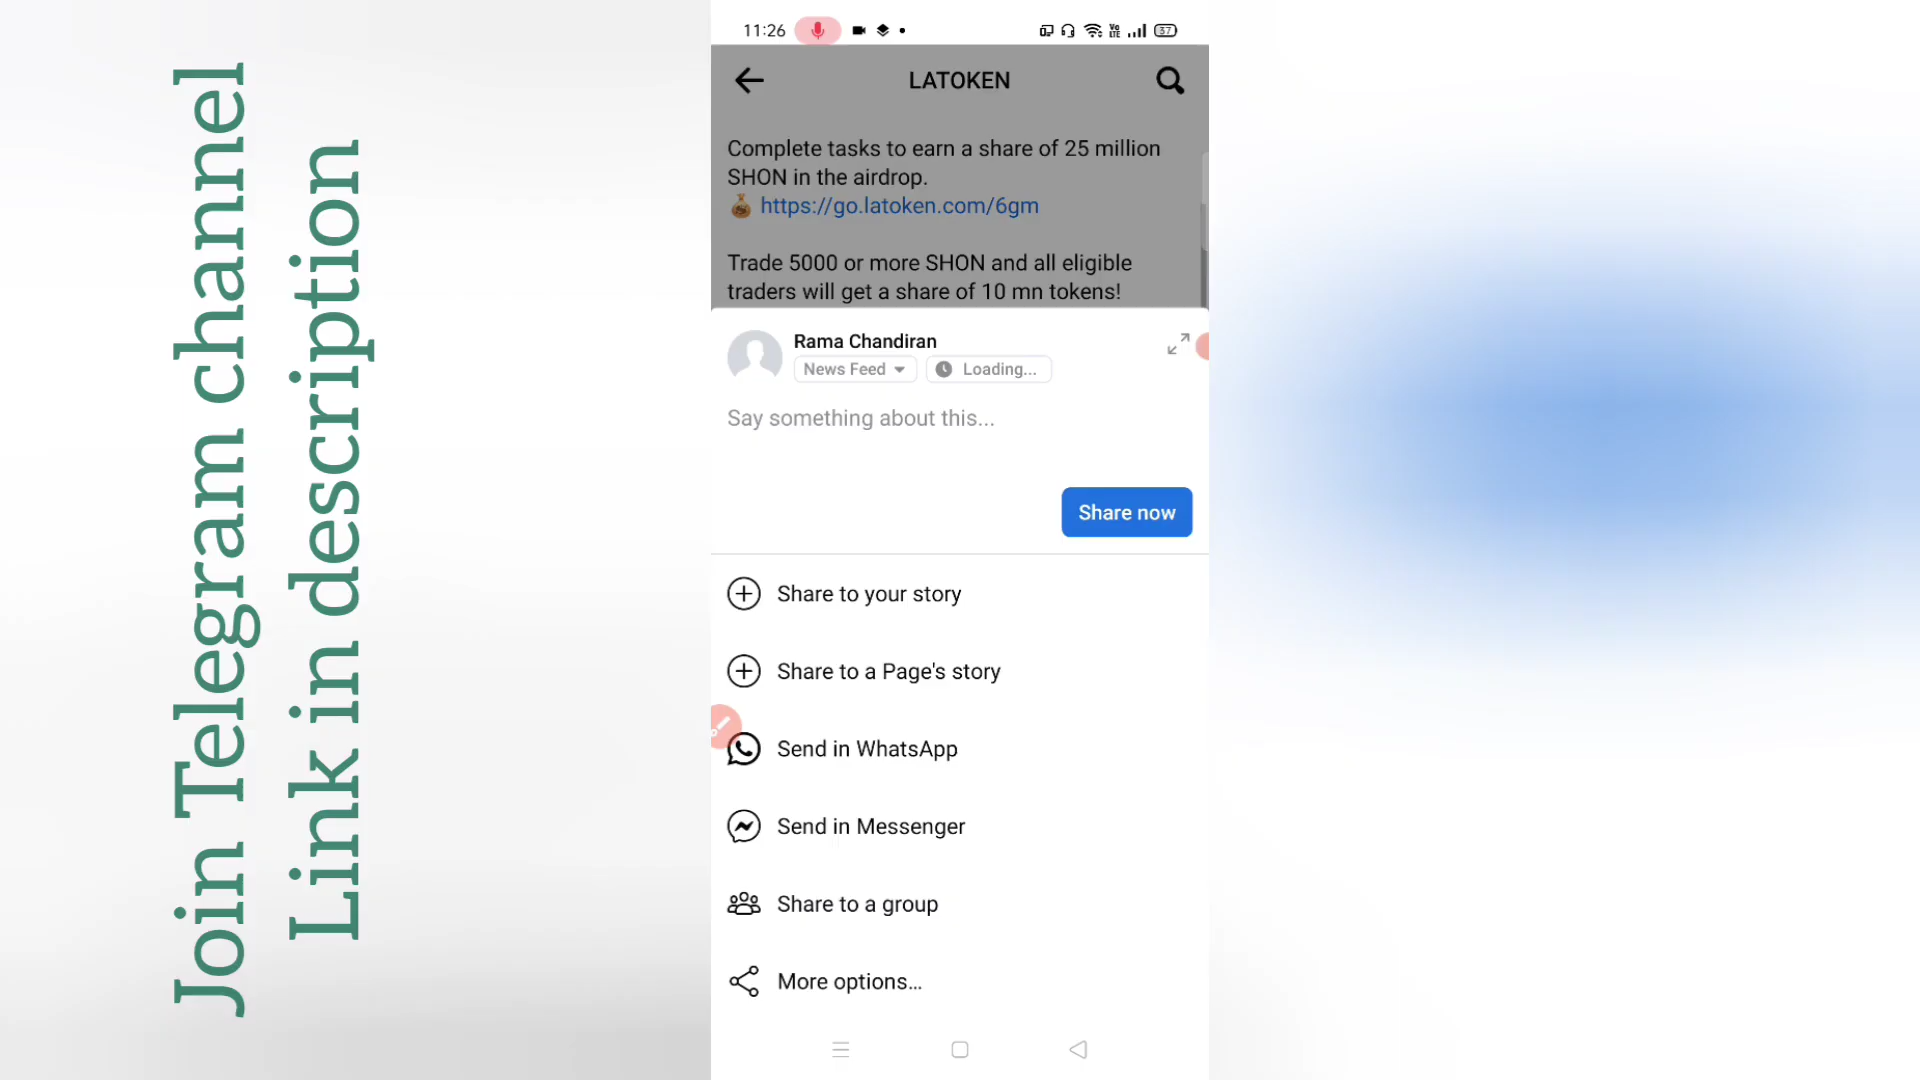 Join Telegram channel
Link in description
11:26
Vo LTE
37
LATOKEN
Complete tasks to earn a share of 25 million
SHON in the airdrop.
https://go.latoken.com/6gm
Trade 5000 or more SHON and all eligible
traders will get a share of 10 mn tokens!
Rama Chandiran
News Feed
Loading...
Say something about this...
Share now
Share to your story
Share to a Page's story
Send in WhatsApp
Send in Messenger
Share to a group
More options...